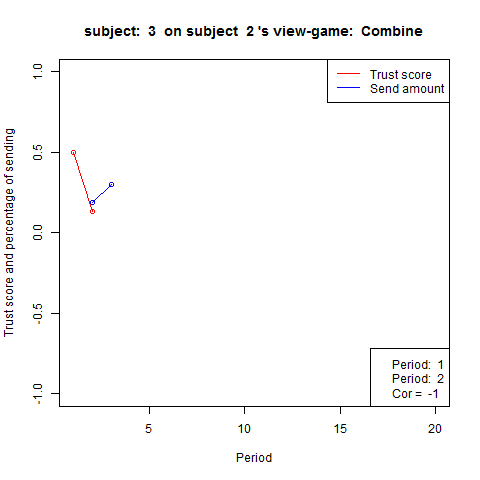 subject:  3  on subject  2 's view-game:  Combine
Trust score
Send amount
Trust score and percentage of sending
1.0
0.5
0.0
-0.5
-1.0
Period:  1
Period:  2
Cor =  -1
5
10
15
20
Period